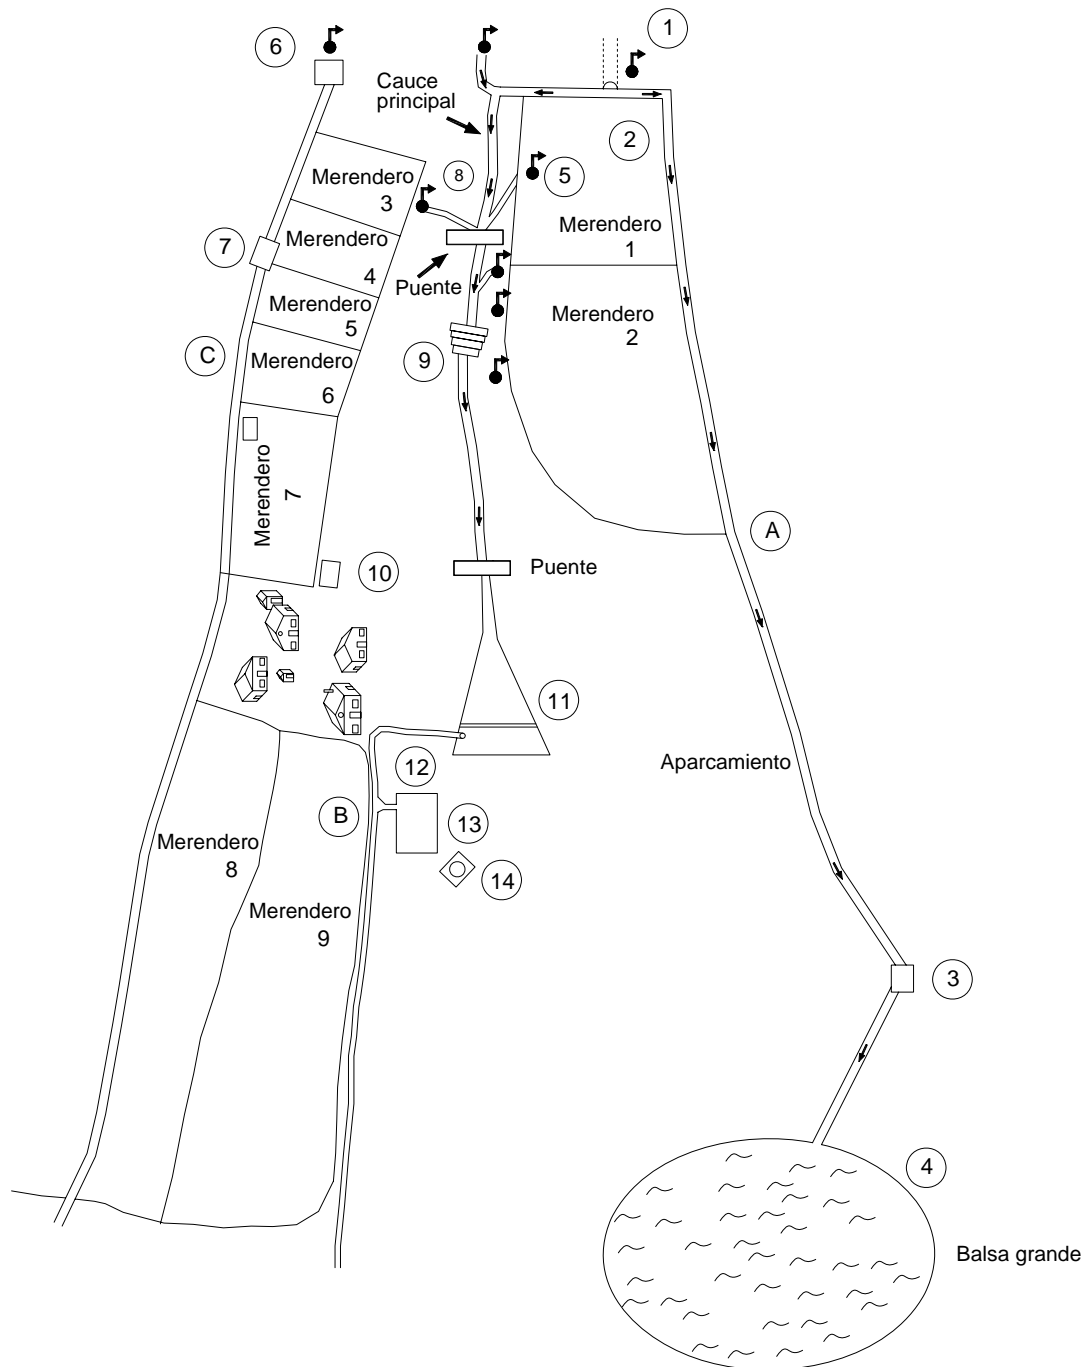 1
6
Cauce
principal
2
8
5
Merendero
3
Merendero
1
7
Merendero
4
Puente
Merendero
5
Merendero
2
C
9
Merendero
6
Merendero
7
A
10
Puente
11
Aparcamiento
12
B
13
Merendero
8
14
Merendero
9
3
4
Balsa grande